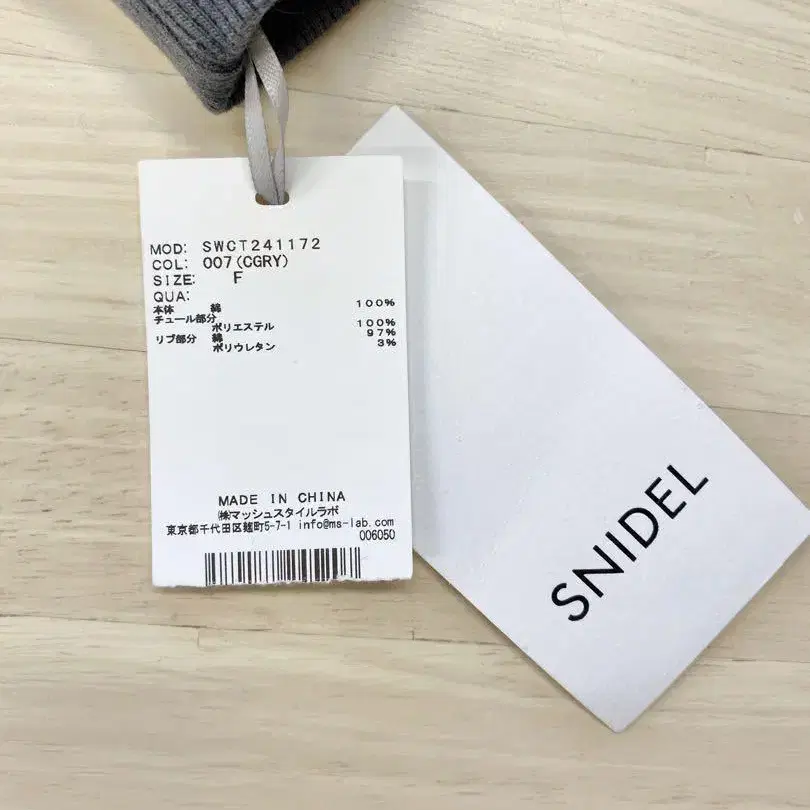 MOD: SWCT241172
COL: 007(CGRY)
SIZE: F
QUA:
本体 綿 100%
チュール部分
ポリエステル 100%
リブ部分 綿 97%
ポリウレタン 3%
MADE IN CHINA
㈱マッシュスタイルラボ
東京都千代田区麹町5-7-1 info@ms-lab.com
006050
SNIDEL